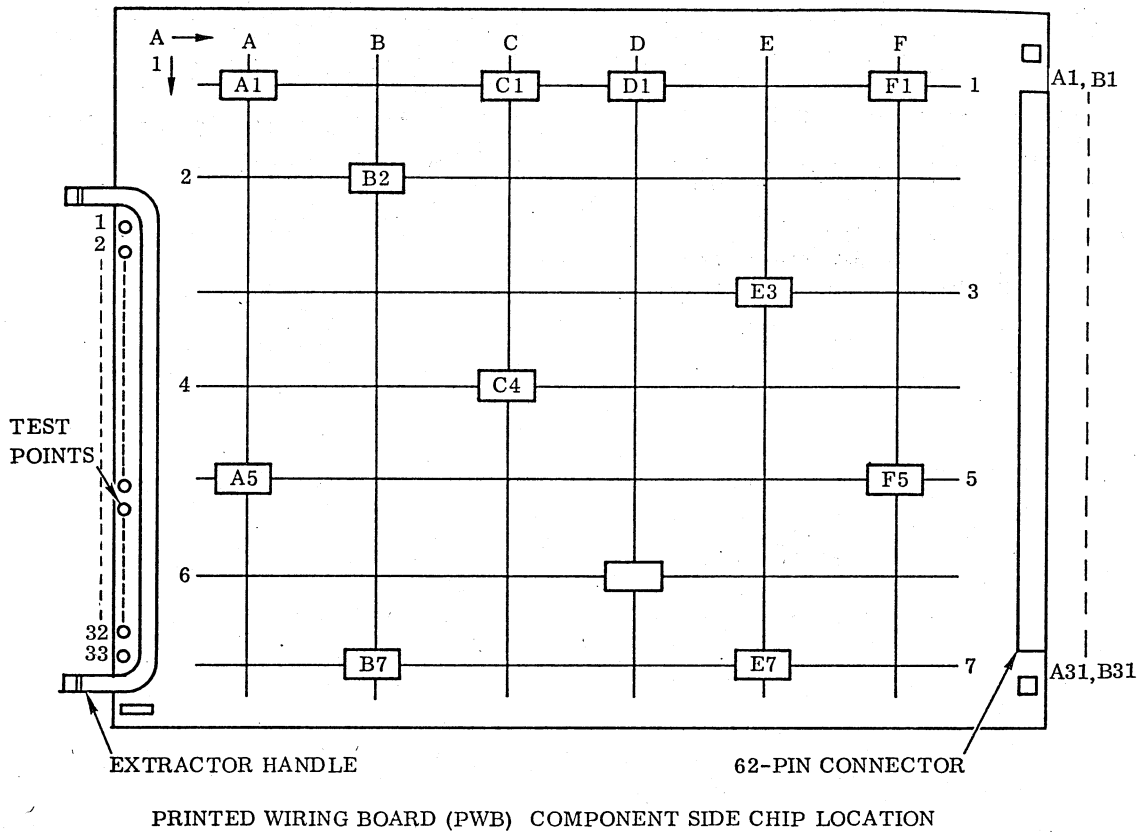 A A B C D E F
1
A1 C1 D1 F1 1
A1, B1
2 B2
1
2
E3 3
4 C4
TEST
POINTS
A5 F5 5
6
32
33
B7 E7 7
A31,B31
EXTRACTOR HANDLE 62-PIN CONNECTOR
PRINTED WIRING BOARD (PWB) COMPONENT SIDE CHIP LOCATION